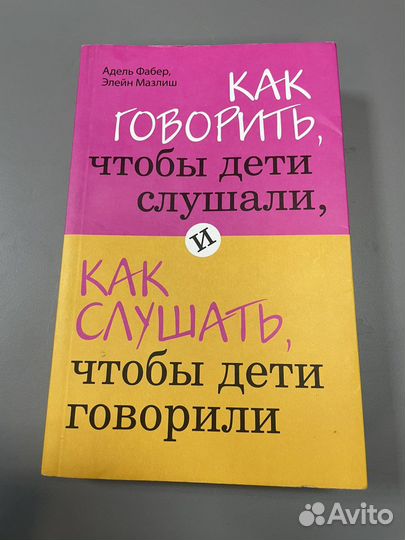 Адель Фабер,
Элейн Мазлиш
КАК
ГОВОРИТЬ,
чтобы дети
слушали,
и
КАК
СЛУШАТЬ,
чтобы дети
говорили
Avito